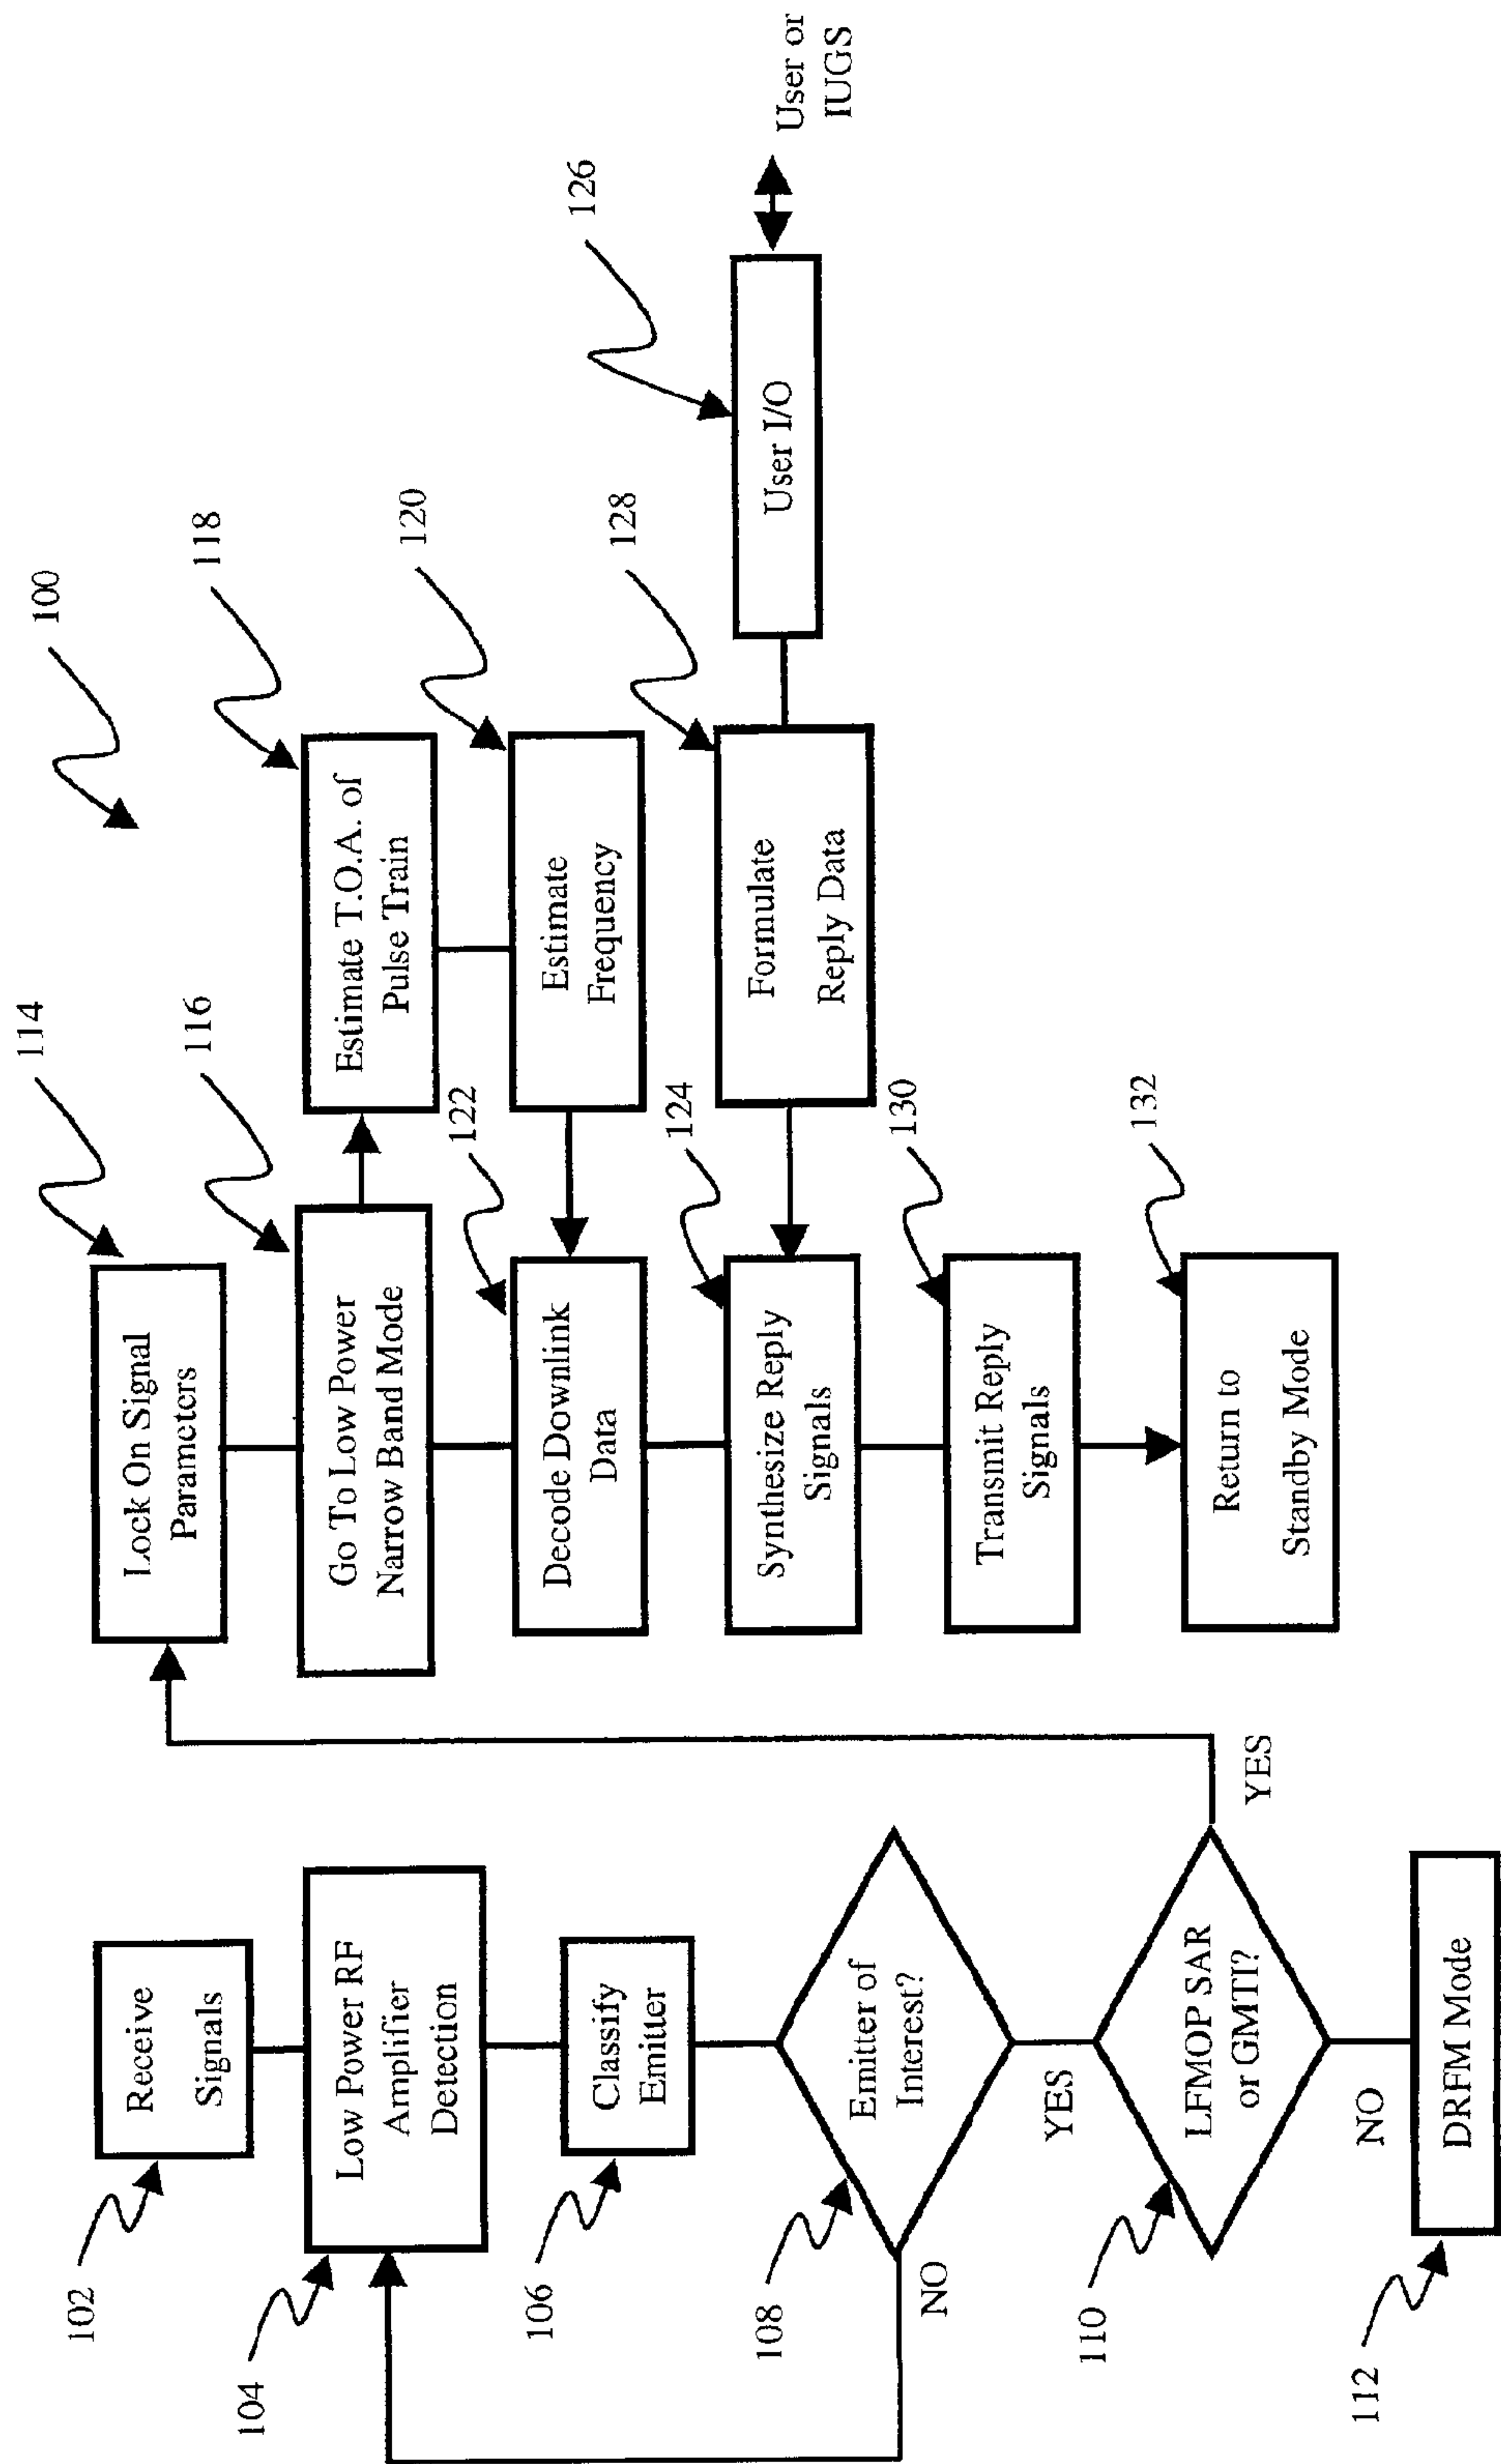 100
102
Receive
Signals
104
Low Power RF
Amplifier
Detection
106
Classify
Emitter
108
Emitter of
Interest?
NO
YES
110
LFMOP SAR
or GMTI?
YES
NO
112
DRFM Mode
114
Lock On Signal
Parameters
116
Go To Low Power
Narrow Band Mode
118
Estimate T.O.A. of
Pulse Train
120
Estimate
Frequency
122
Decode Downlink
Data
124
Synthesize Reply
Signals
128
Formulate
Reply Data
126
User I/O
User or
IUGS
130
Transmit Reply
Signals
132
Return to
Standby Mode